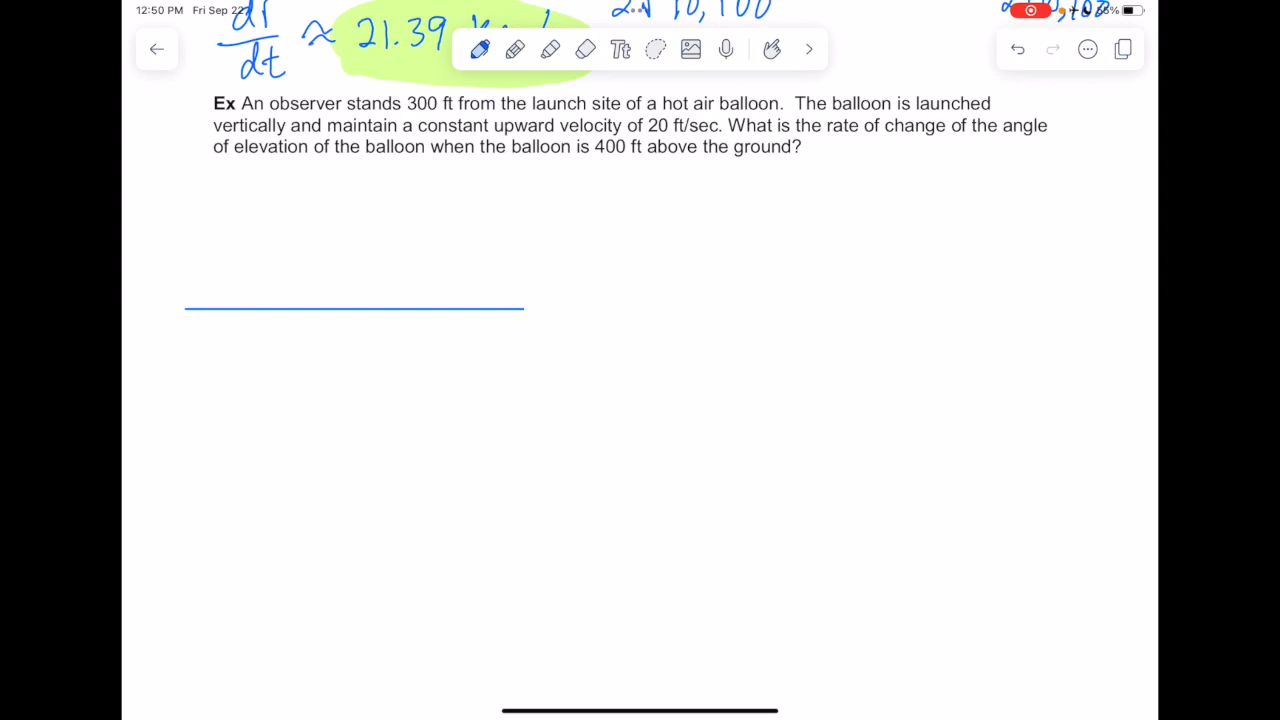 12:50 PM Fri Sep 22
dr/dt ≈ 21.39
Tt
55%
Ex An observer stands 300 ft from the launch site of a hot air balloon. The balloon is launched
vertically and maintain a constant upward velocity of 20 ft/sec. What is the rate of change of the angle
of elevation of the balloon when the balloon is 400 ft above the ground?